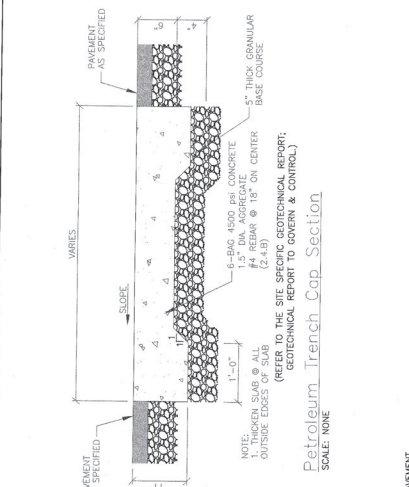 VARIES
SLOPE
PAVEMENT
AS SPECIFIED
6"
4"
VEMENT
SPECIFIED
1
1
1'-0"
5" THICK GRANULAR
BASE COURSE
6-BAG 4500 psi CONCRETE
1.5" DIA. AGGREGATE
#4 REBAR @ 18" ON CENTER
(2.4.B)
NOTE:
1. THICKEN SLAB @ ALL
OUTSIDE EDGES OF SLAB
(REFER TO THE SITE SPECIFIC GEOTECHNICAL REPORT;
GEOTECHNICAL REPORT TO GOVERN & CONTROL.)
Petroleum Trench Cap Section
SCALE: NONE
VEMENT